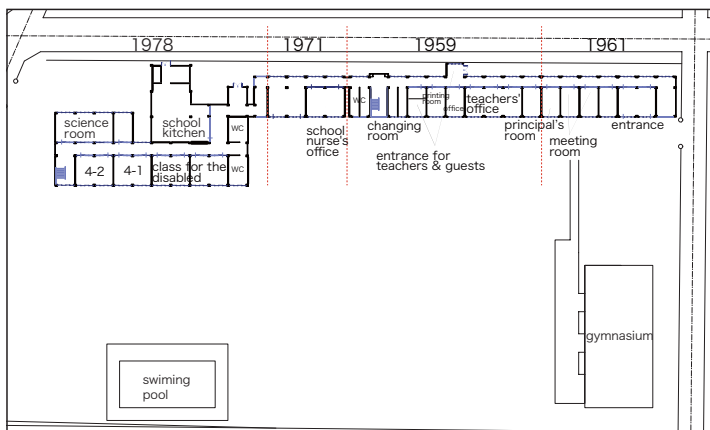 1978 1971 1959 1961
science
room
school
kitchen
WC
WC
4-2
4-1
class for the
disabled
school
nurse's
office
WC
changing
room
printing
room
office
entrance for
teachers & guests
teachers'
office
principal's
room
meeting
room
entrance
gymnasium
swiming
pool